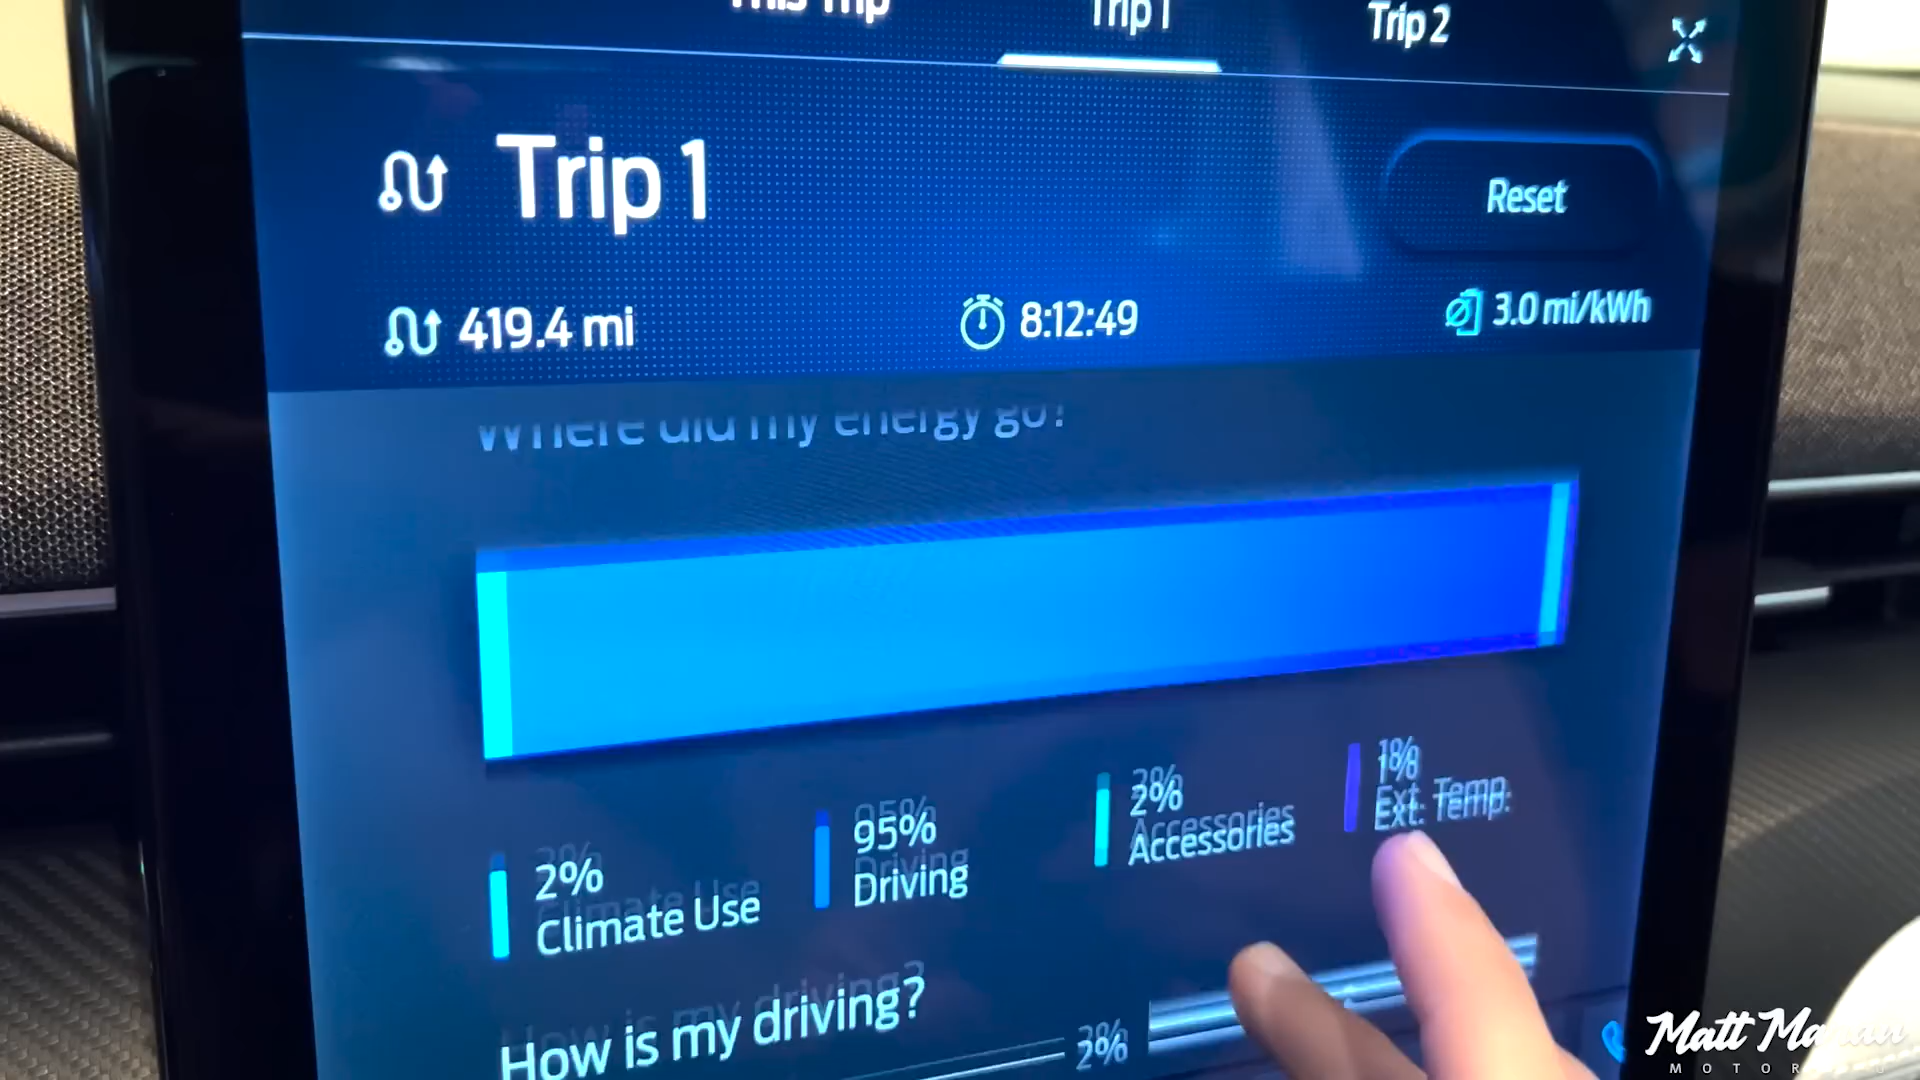 This Trip Trip 1 Trip 2
Trip 1
Reset
419.4 mi 8:12:49 3.0 mi/kWh
Where did my energy go?
2% 95% 2% 1%
Climate Use Driving Accessories Ext. Temp.
How is my driving?
2%
Matt Maran
MOTORING